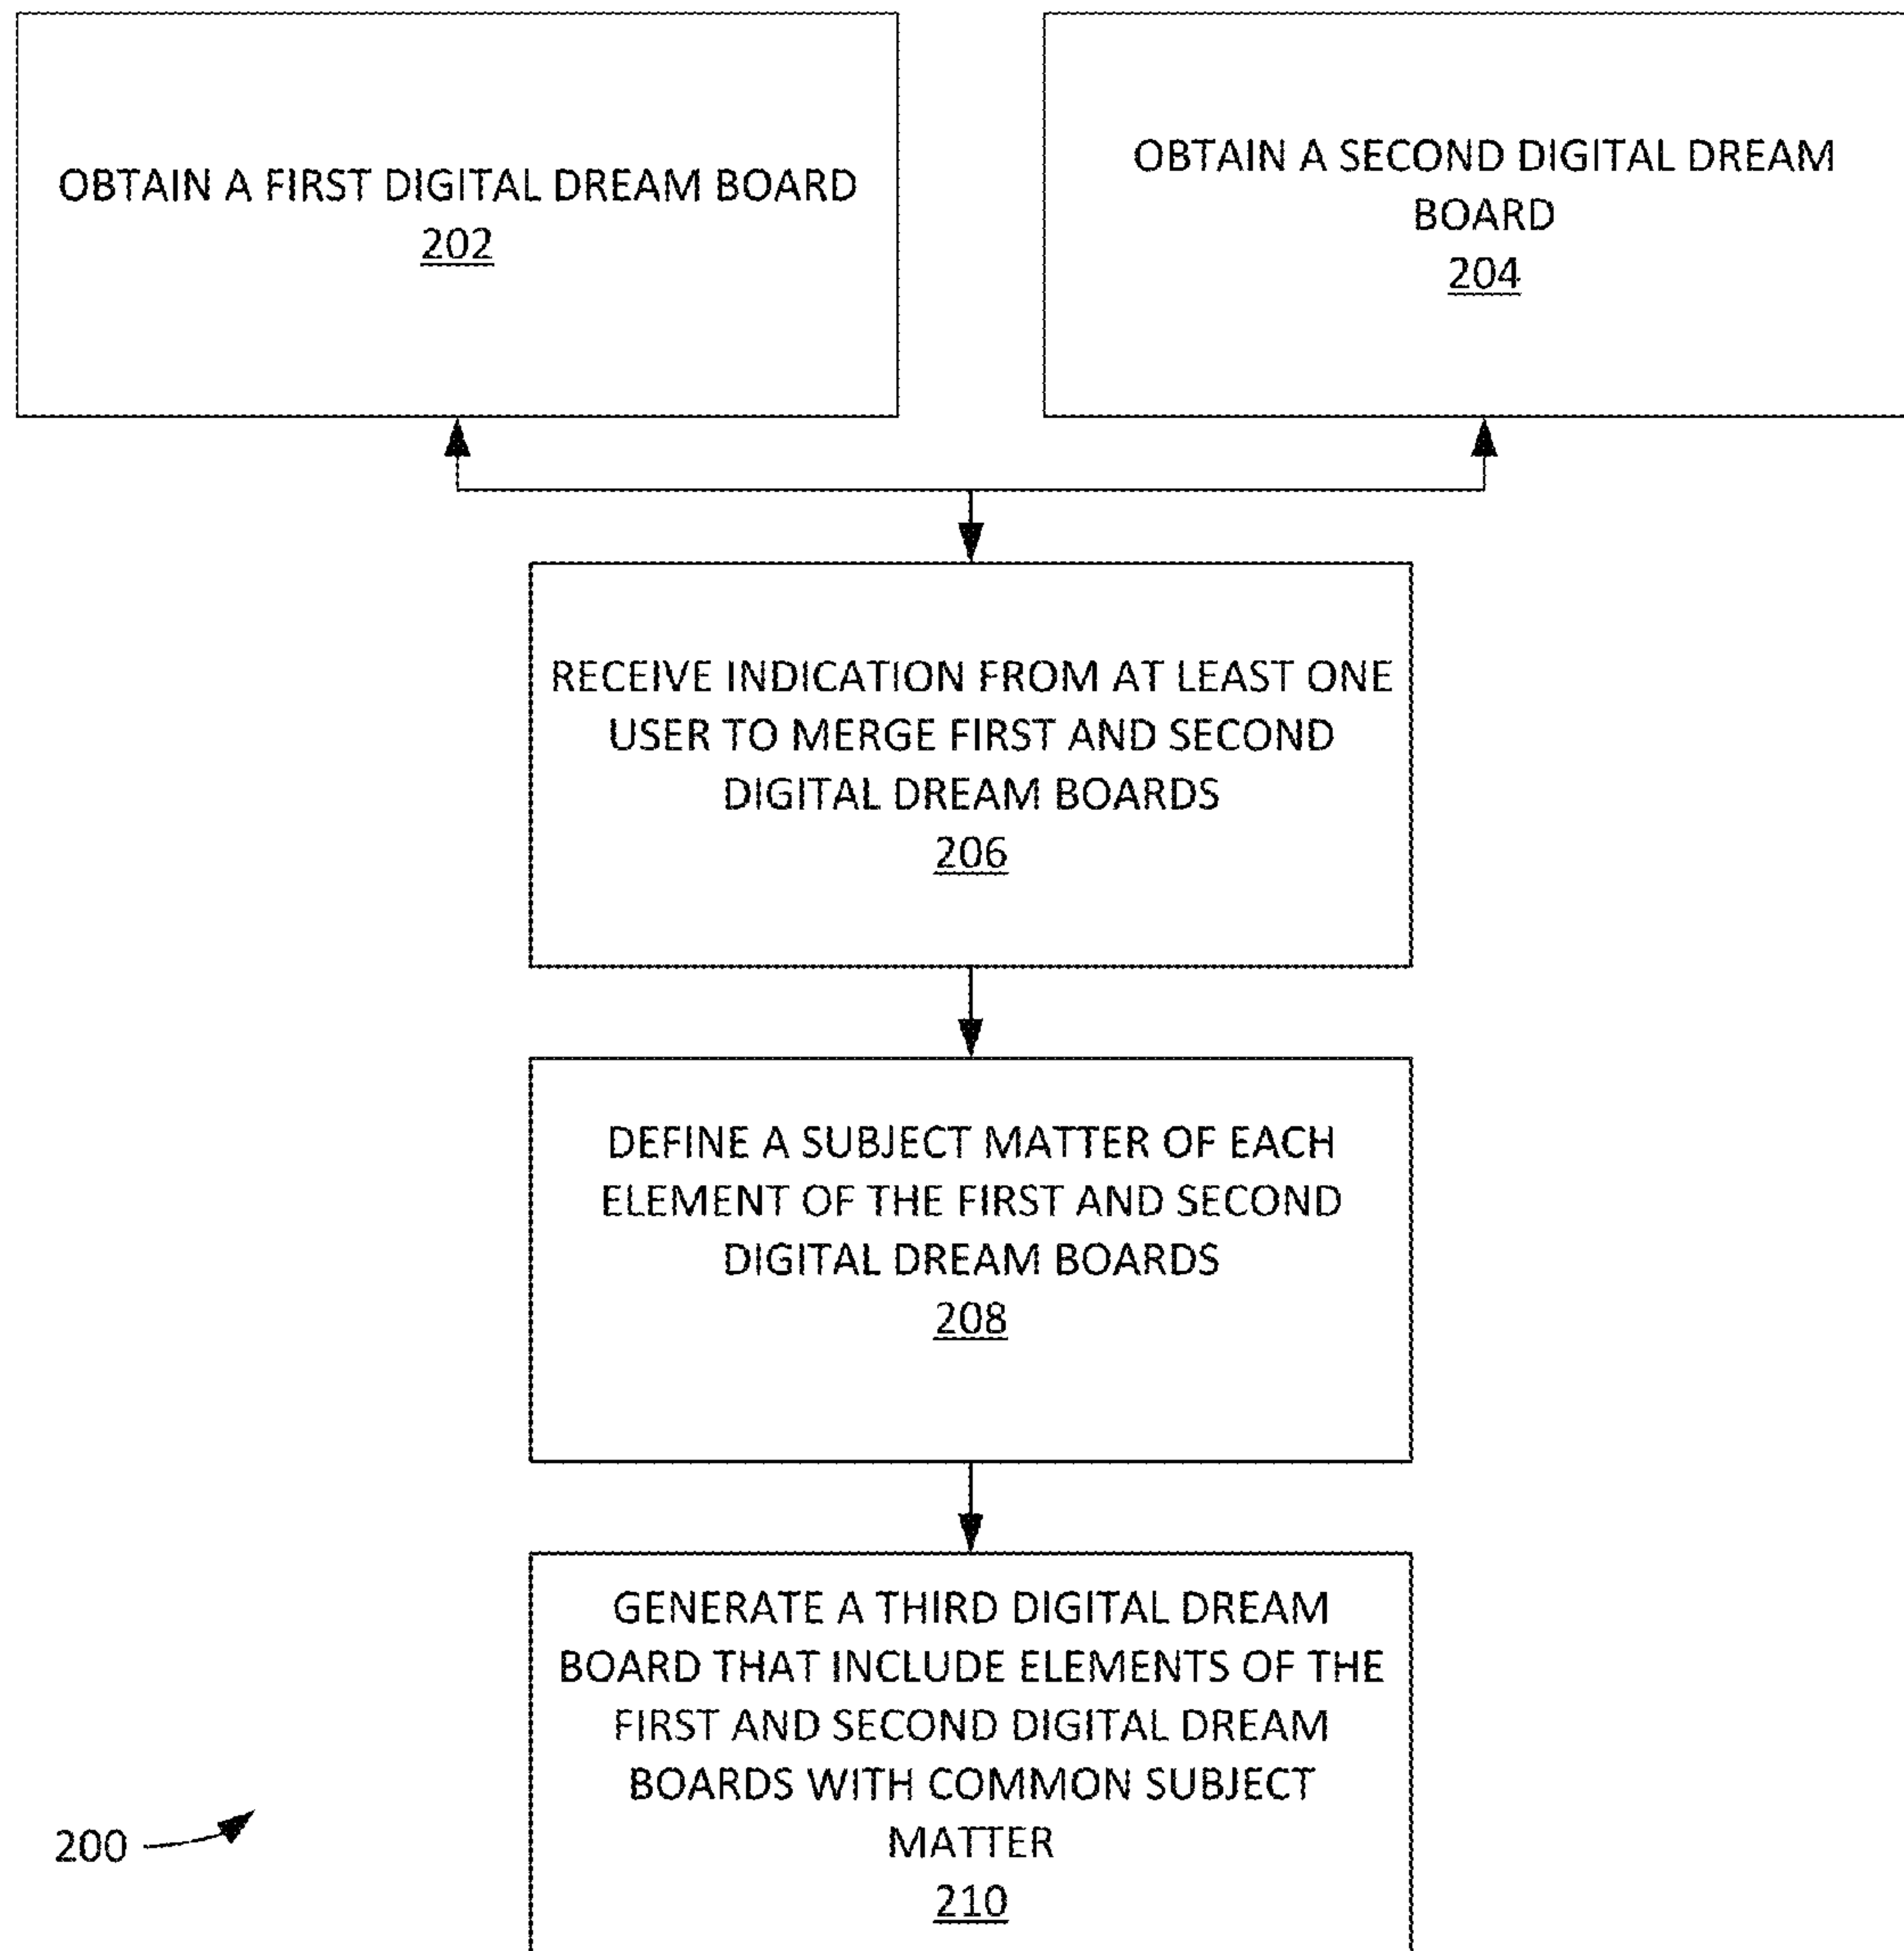 OBTAIN A FIRST DIGITAL DREAM BOARD
202
OBTAIN A SECOND DIGITAL DREAM
BOARD
204
RECEIVE INDICATION FROM AT LEAST ONE
USER TO MERGE FIRST AND SECOND
DIGITAL DREAM BOARDS
206
DEFINE A SUBJECT MATTER OF EACH
ELEMENT OF THE FIRST AND SECOND
DIGITAL DREAM BOARDS
208
GENERATE A THIRD DIGITAL DREAM
BOARD THAT INCLUDE ELEMENTS OF THE
FIRST AND SECOND DIGITAL DREAM
BOARDS WITH COMMON SUBJECT
MATTER
210
200